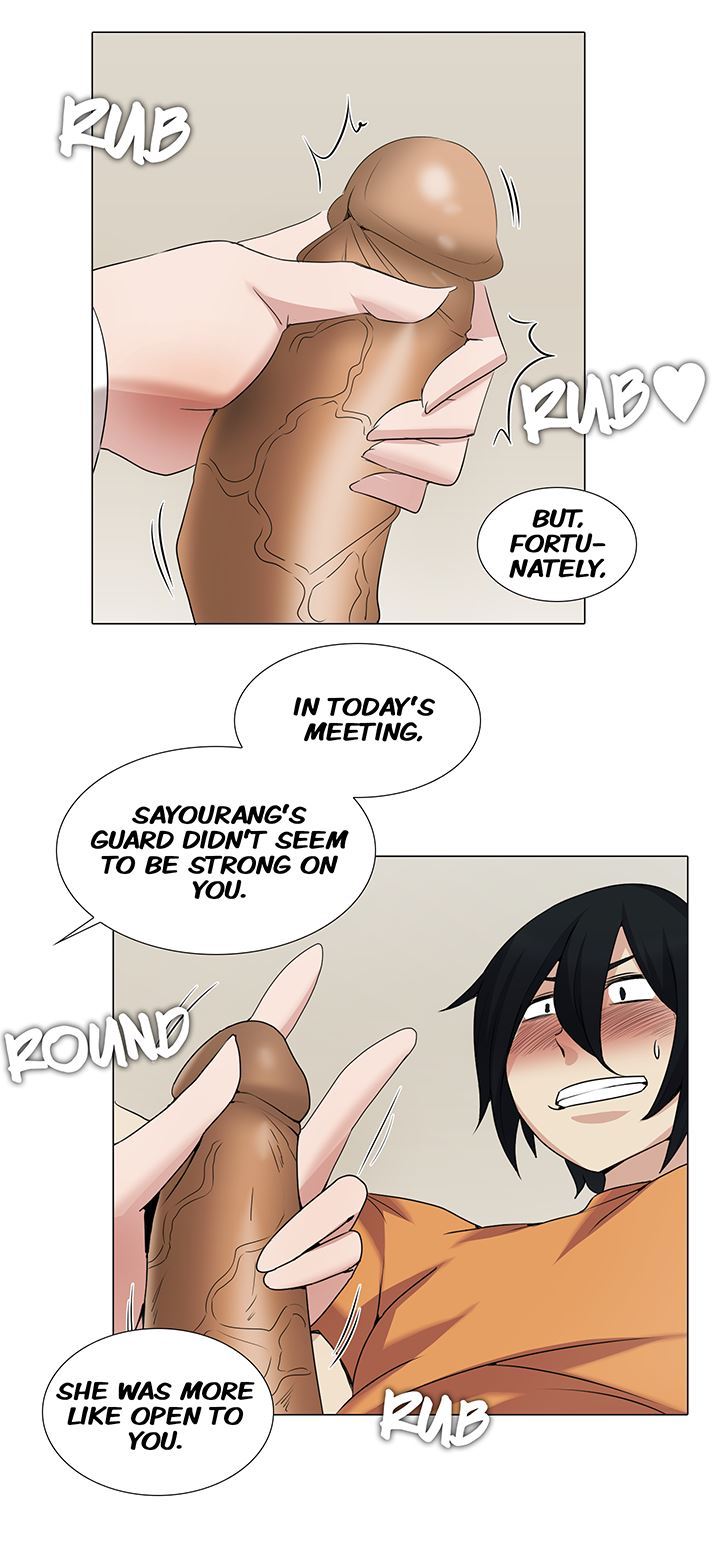 RUB
RUB♥
BUT,
FORTU-
NATELY,
IN TODAY'S
MEETING,
SAYOURANG'S
GUARD DIDN'T SEEM
TO BE STRONG ON
YOU.
ROUND
SHE WAS MORE
LIKE OPEN TO
YOU.
RUB